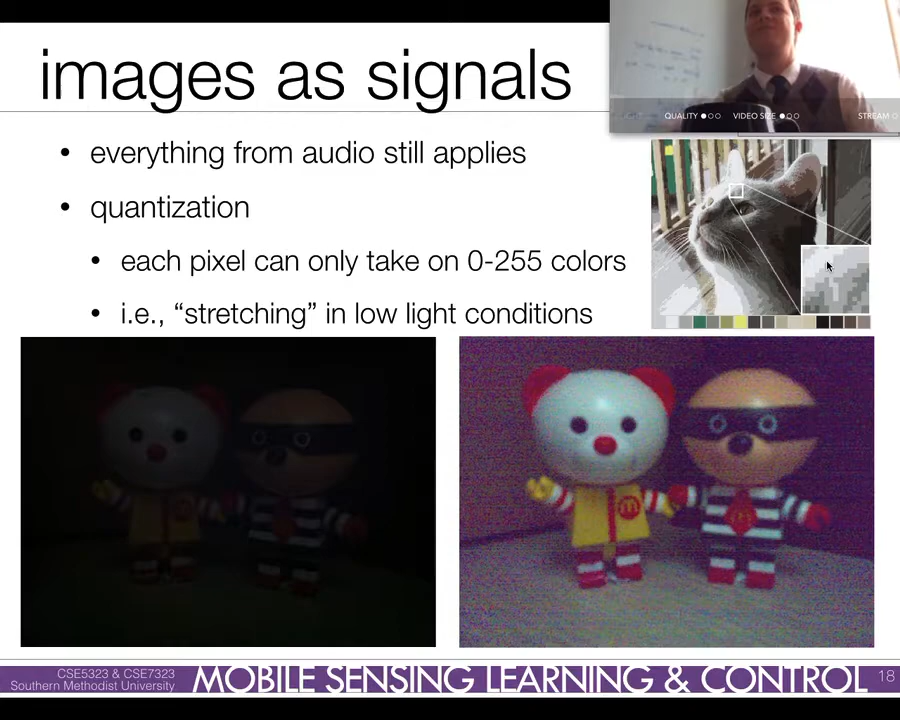 images as signals
QUALITY
VIDEO SIZE
STREAM
• everything from audio still applies
• quantization
• each pixel can only take on 0-255 colors
• i.e., “stretching” in low light conditions
CSE5323 & CSE7323
Southern Methodist University
MOBILE SENSING LEARNING & CONTROL
18